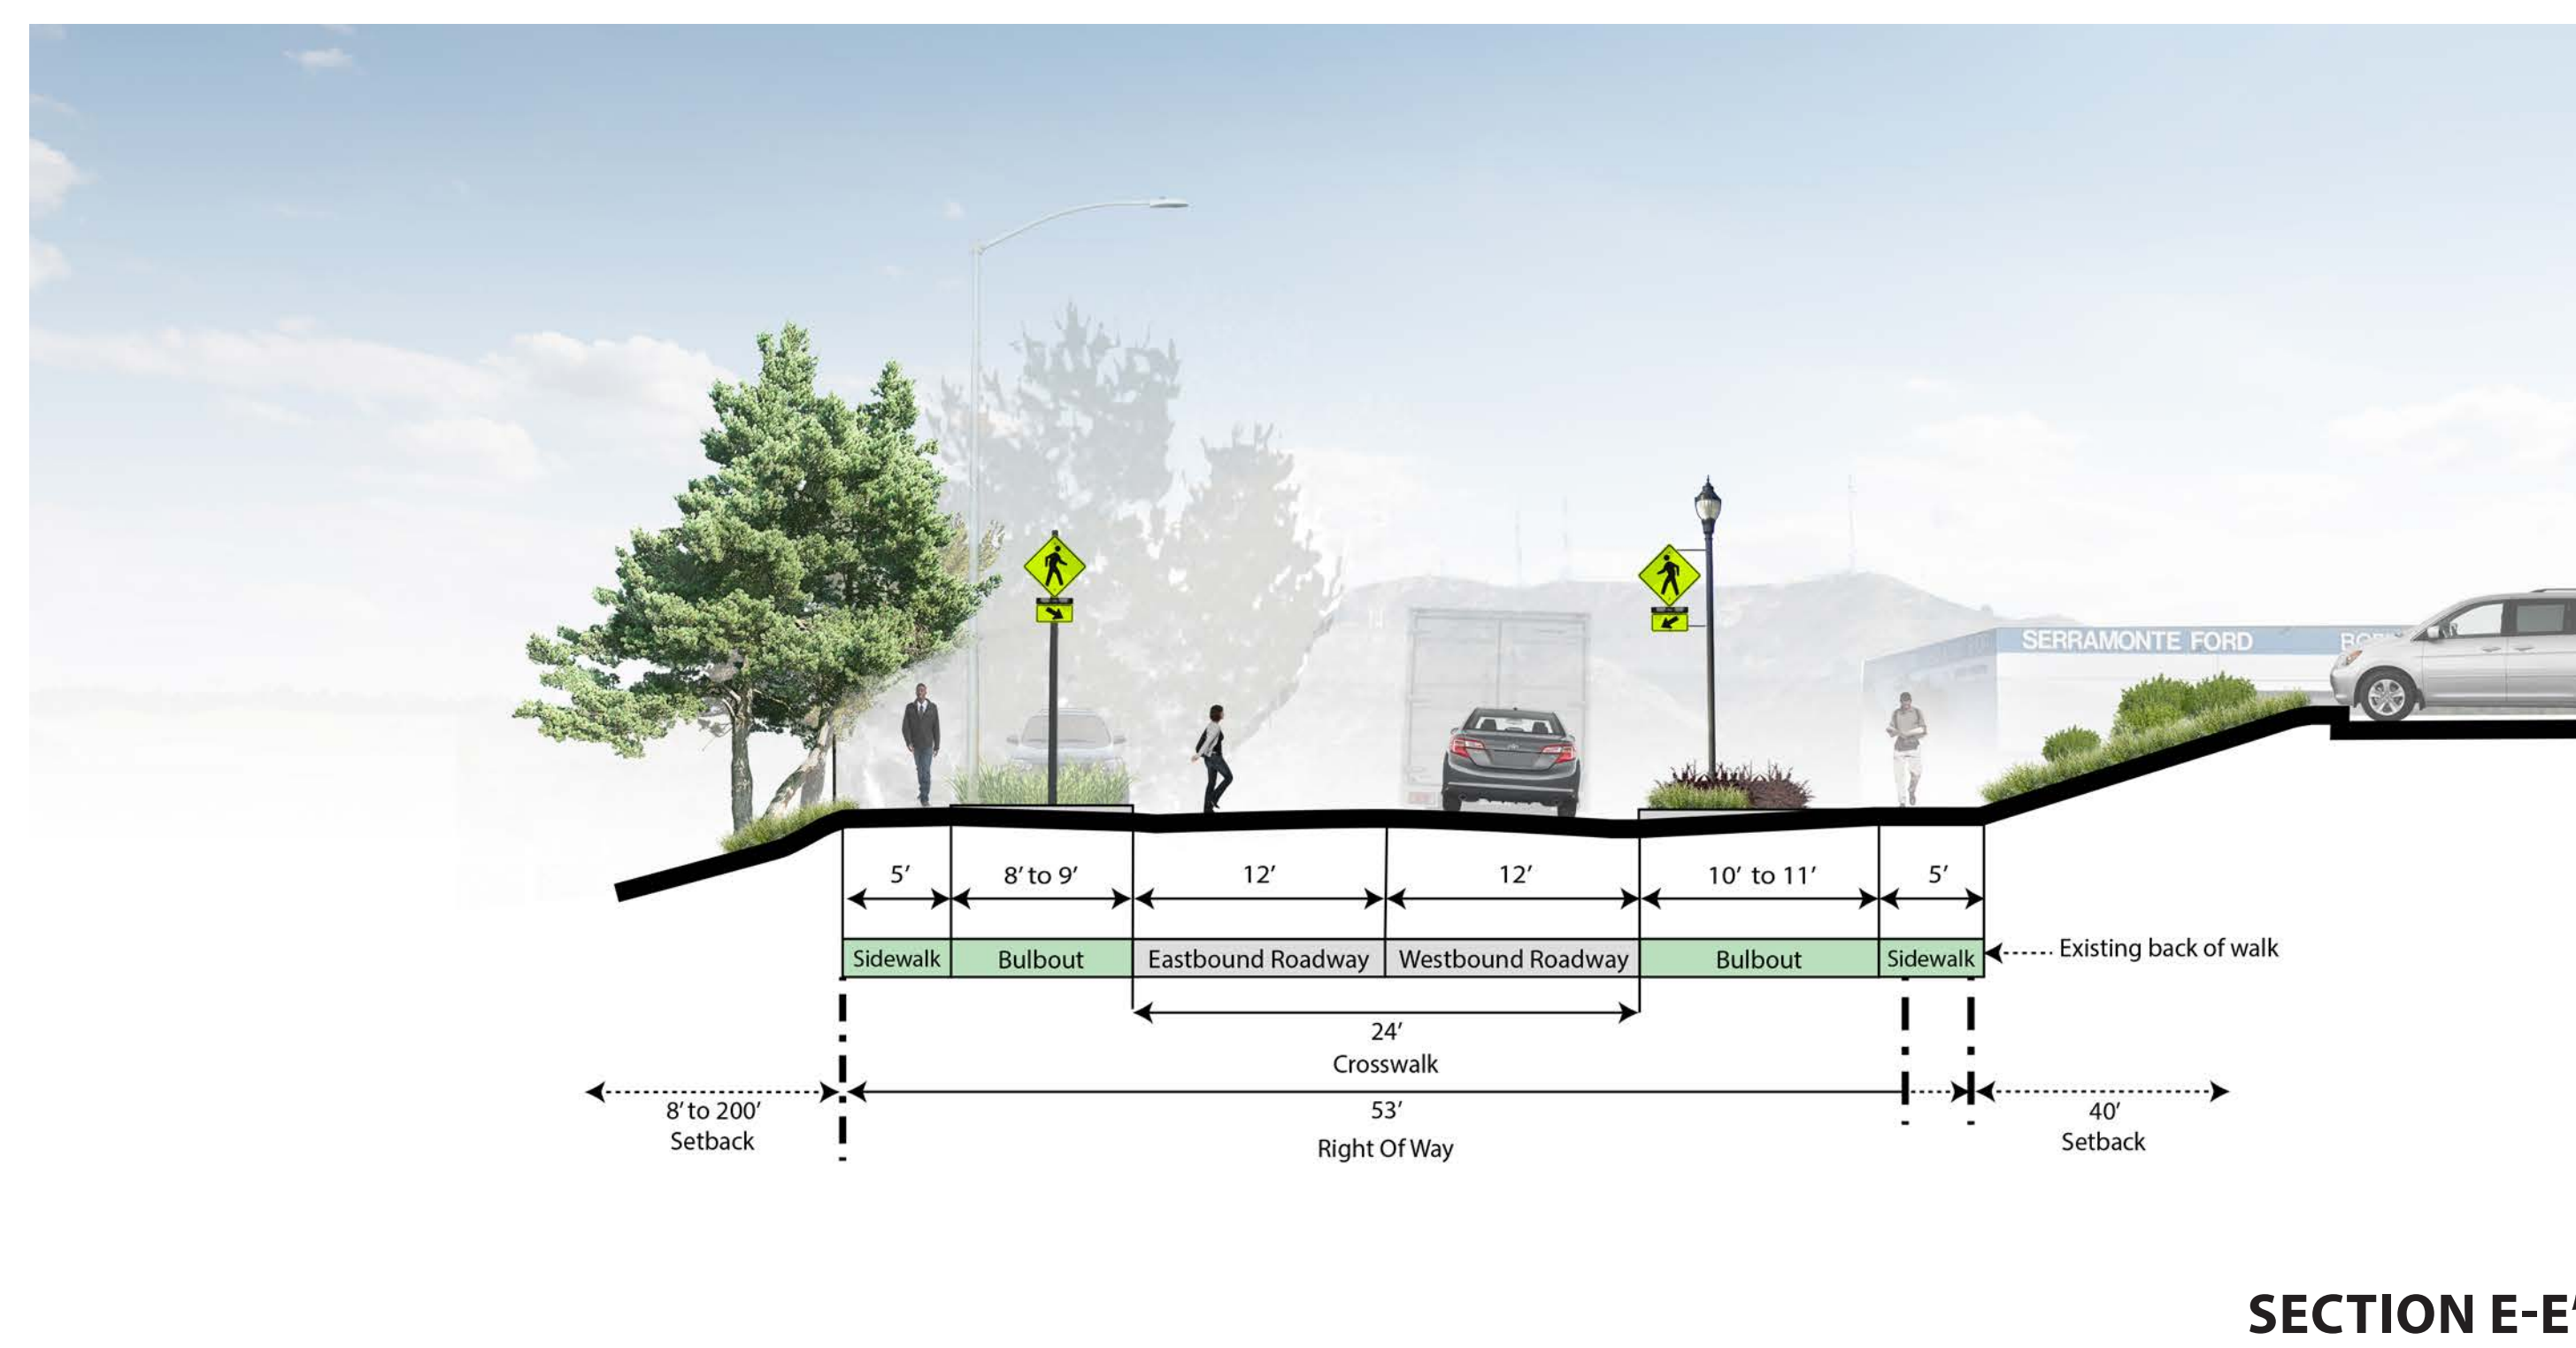 SERRAMONTE FORD
5′ 8′ to 9′ 12′ 12′ 10′ to 11′ 5′
Sidewalk Bulbout Eastbound Roadway Westbound Roadway Bulbout Sidewalk
Existing back of walk
24′
Crosswalk
8′ to 200′
Setback
53′
Right Of Way
40′
Setback
SECTION E-E′